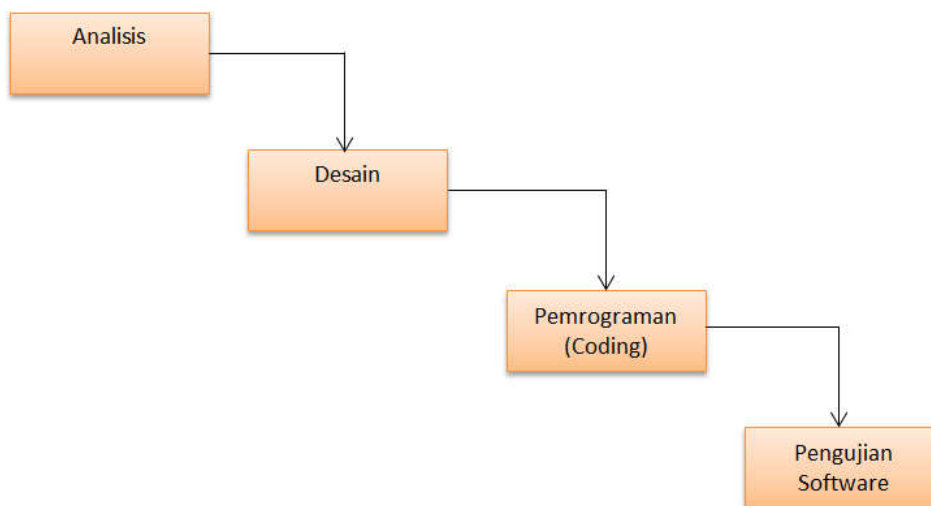 Analisis
Desain
Pemrograman
(Coding)
Pengujian
Software